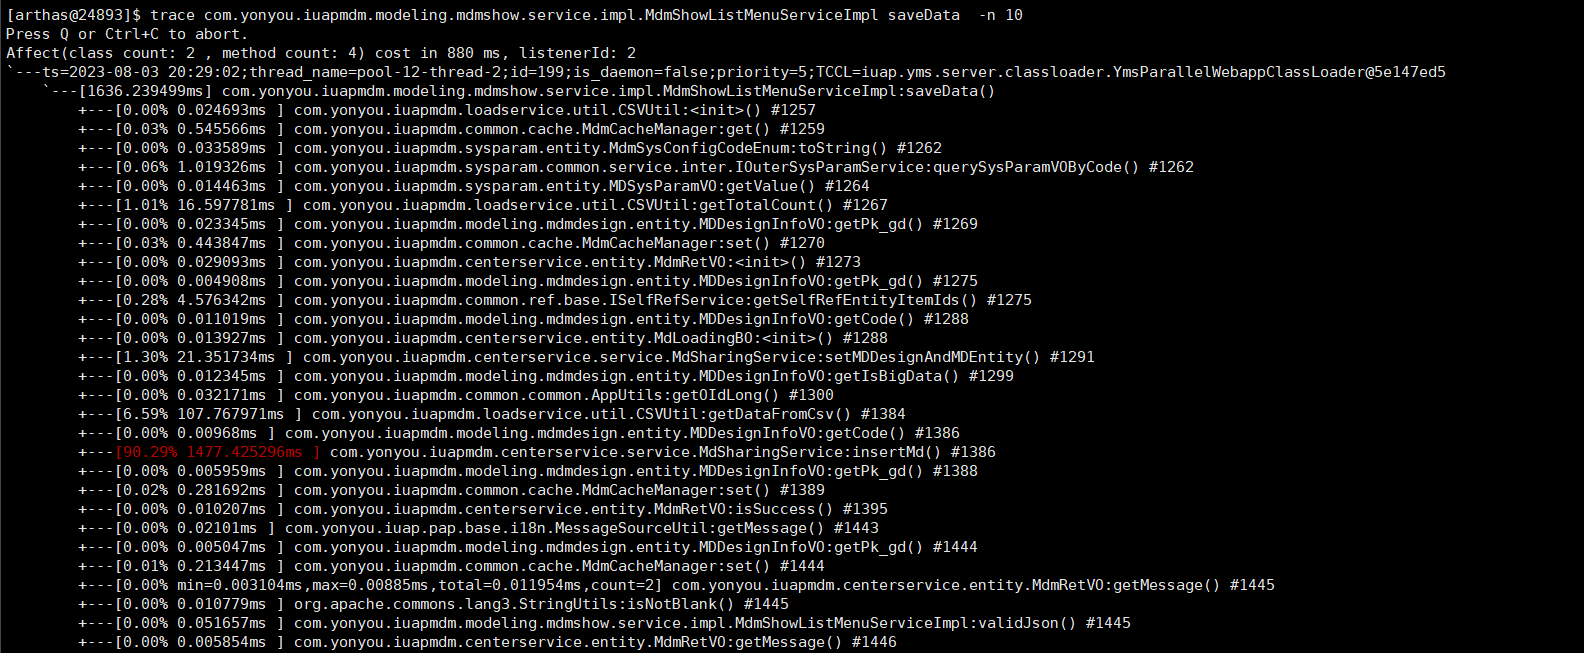 [arthas@24893]$ trace com.yonyou.iuapmdm.modeling.mdmshow.service.impl.MdmShowListMenuServiceImpl saveData  -n 10
Press Q or Ctrl+C to abort.
Affect(class count: 2 , method count: 4) cost in 880 ms, listenerId: 2
`---ts=2023-08-03 20:29:02;thread_name=pool-12-thread-2;id=199;is_daemon=false;priority=5;TCCL=iuap.yms.server.classloader.YmsParallelWebappClassLoader@5e147ed5
    `---[1636.239499ms] com.yonyou.iuapmdm.modeling.mdmshow.service.impl.MdmShowListMenuServiceImpl:saveData()
        +---[0.00% 0.024693ms ] com.yonyou.iuapmdm.loadservice.util.CSVUtil:<init>() #1257
        +---[0.03% 0.545566ms ] com.yonyou.iuapmdm.common.cache.MdmCacheManager:get() #1259
        +---[0.00% 0.033589ms ] com.yonyou.iuapmdm.sysparam.entity.MdmSysConfigCodeEnum:toString() #1262
        +---[0.06% 1.019326ms ] com.yonyou.iuapmdm.sysparam.common.service.inter.IOuterSysParamService:querySysParamVOByCode() #1262
        +---[0.00% 0.014463ms ] com.yonyou.iuapmdm.sysparam.entity.MDSysParamVO:getValue() #1264
        +---[1.01% 16.597781ms ] com.yonyou.iuapmdm.loadservice.util.CSVUtil:getTotalCount() #1267
        +---[0.00% 0.023345ms ] com.yonyou.iuapmdm.modeling.mdmdesign.entity.MDDesignInfoVO:getPk_gd() #1269
        +---[0.03% 0.443847ms ] com.yonyou.iuapmdm.common.cache.MdmCacheManager:set() #1270
        +---[0.00% 0.029093ms ] com.yonyou.iuapmdm.centerservice.entity.MdmRetVO:<init>() #1273
        +---[0.00% 0.004908ms ] com.yonyou.iuapmdm.modeling.mdmdesign.entity.MDDesignInfoVO:getPk_gd() #1275
        +---[0.28% 4.576342ms ] com.yonyou.iuapmdm.common.ref.base.ISelfRefService:getSelfRefEntityItemIds() #1275
        +---[0.00% 0.011019ms ] com.yonyou.iuapmdm.modeling.mdmdesign.entity.MDDesignInfoVO:getCode() #1288
        +---[0.00% 0.013927ms ] com.yonyou.iuapmdm.centerservice.entity.MdLoadingBO:<init>() #1288
        +---[1.30% 21.351734ms ] com.yonyou.iuapmdm.centerservice.service.MdSharingService:setMDDesignAndMDEntity() #1291
        +---[0.00% 0.012345ms ] com.yonyou.iuapmdm.modeling.mdmdesign.entity.MDDesignInfoVO:getIsBigData() #1299
        +---[0.00% 0.032171ms ] com.yonyou.iuapmdm.common.common.AppUtils:getOIdLong() #1300
        +---[6.59% 107.767971ms ] com.yonyou.iuapmdm.loadservice.util.CSVUtil:getDataFromCsv() #1384
        +---[0.00% 0.00968ms ] com.yonyou.iuapmdm.modeling.mdmdesign.entity.MDDesignInfoVO:getCode() #1386
        +---[90.29% 1477.425296ms ] com.yonyou.iuapmdm.centerservice.service.MdSharingService:insertMd() #1386
        +---[0.00% 0.005959ms ] com.yonyou.iuapmdm.modeling.mdmdesign.entity.MDDesignInfoVO:getPk_gd() #1388
        +---[0.02% 0.281692ms ] com.yonyou.iuapmdm.common.cache.MdmCacheManager:set() #1389
        +---[0.00% 0.010207ms ] com.yonyou.iuapmdm.centerservice.entity.MdmRetVO:isSuccess() #1395
        +---[0.00% 0.02101ms ] com.yonyou.iuap.pap.base.i18n.MessageSourceUtil:getMessage() #1443
        +---[0.00% 0.005047ms ] com.yonyou.iuapmdm.modeling.mdmdesign.entity.MDDesignInfoVO:getPk_gd() #1444
        +---[0.01% 0.213447ms ] com.yonyou.iuapmdm.common.cache.MdmCacheManager:set() #1444
        +---[0.00% min=0.003104ms,max=0.00885ms,total=0.011954ms,count=2] com.yonyou.iuapmdm.centerservice.entity.MdmRetVO:getMessage() #1445
        +---[0.00% 0.010779ms ] org.apache.commons.lang3.StringUtils:isNotBlank() #1445
        +---[0.00% 0.051657ms ] com.yonyou.iuapmdm.modeling.mdmshow.service.impl.MdmShowListMenuServiceImpl:validJson() #1445
        +---[0.00% 0.005854ms ] com.yonyou.iuapmdm.centerservice.entity.MdmRetVO:getMessage() #1446